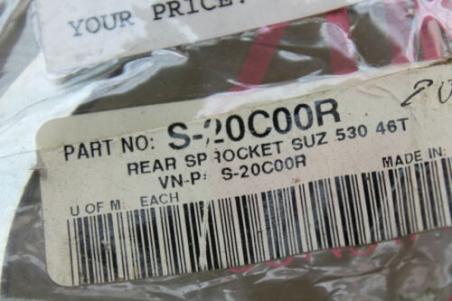 YOUR PRICE:
PART NO: S-20C00R
REAR SPROCKET SUZ 530 46T
VN-P: S-20C00R
U OF M: EACH
MADE IN: